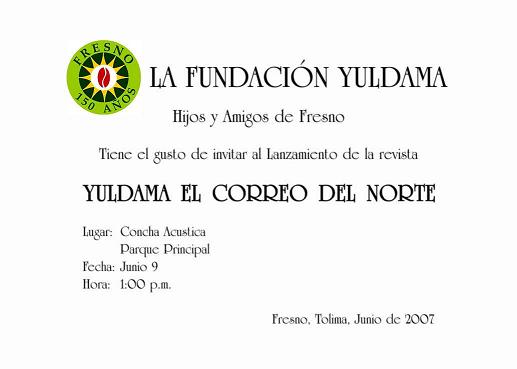 FRESNO
150 AÑOS
LA FUNDACIÓN YULDAMA
Hijos y Amigos de Fresno
Tiene el gusto de invitar al Lanzamiento de la revista
YULDAMA EL CORREO DEL NORTE
Lugar: Concha Acustica
Parque Principal
Fecha: Junio 9
Hora: 1:00 p.m.
Fresno, Tolima, Junio de 2007